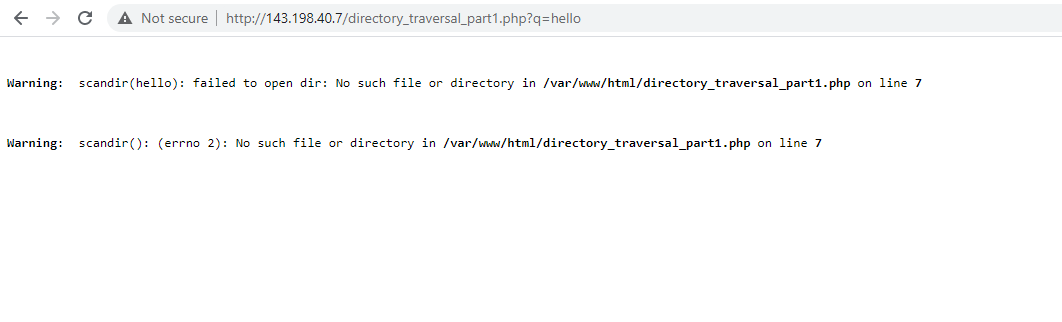 Not secure | http://143.198.40.7/directory_traversal_part1.php?q=hello
Warning: scandir(hello): failed to open dir: No such file or directory in /var/www/html/directory_traversal_part1.php on line 7
Warning: scandir(): (errno 2): No such file or directory in /var/www/html/directory_traversal_part1.php on line 7